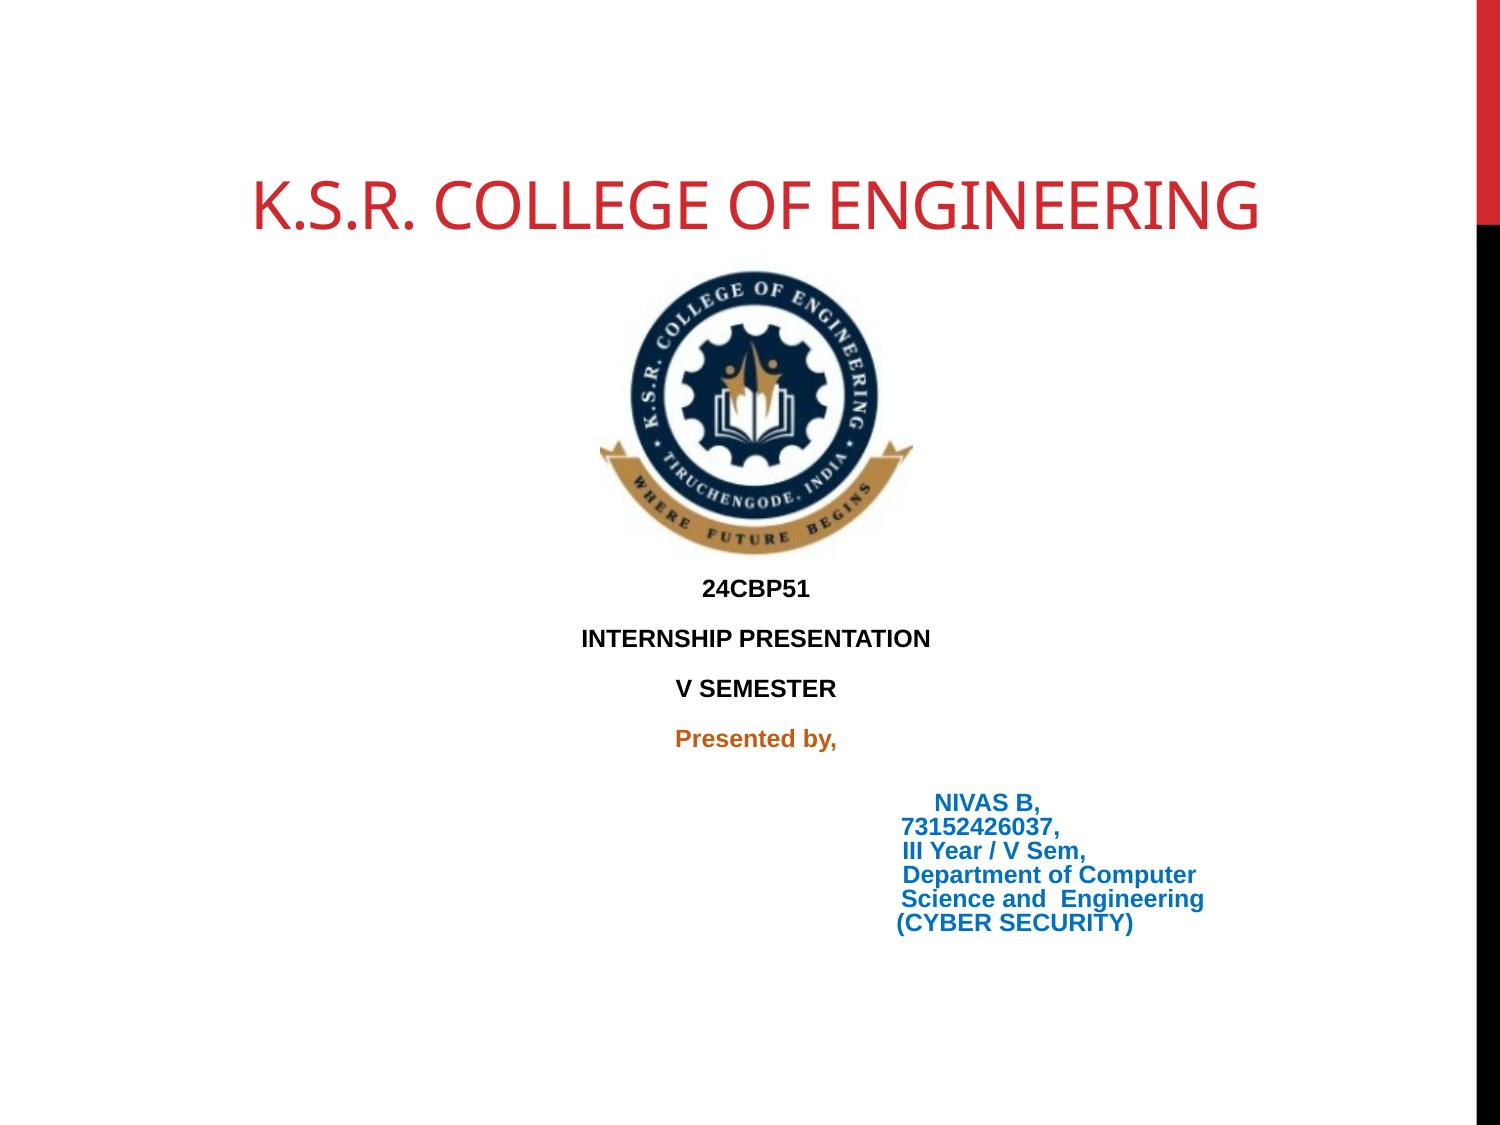 K.S.R. COLLEGE OF ENGINEERING
K.S.R. COLLEGE OF ENGINEERING
★ TIRUCHENGODE, INDIA ★
WHERE FUTURE BEGINS
24CBP51
INTERNSHIP PRESENTATION
V SEMESTER
Presented by,
NIVAS B,
73152426037,
III Year / V Sem,
Department of Computer
Science and Engineering
(CYBER SECURITY)